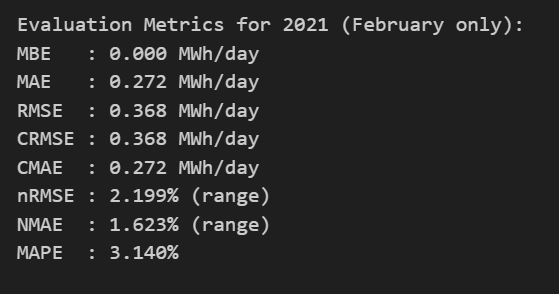 Evaluation Metrics for 2021 (February only):
MBE   : 0.000 MWh/day
MAE   : 0.272 MWh/day
RMSE  : 0.368 MWh/day
CRMSE : 0.368 MWh/day
CMAE  : 0.272 MWh/day
nRMSE : 2.199% (range)
NMAE  : 1.623% (range)
MAPE  : 3.140%